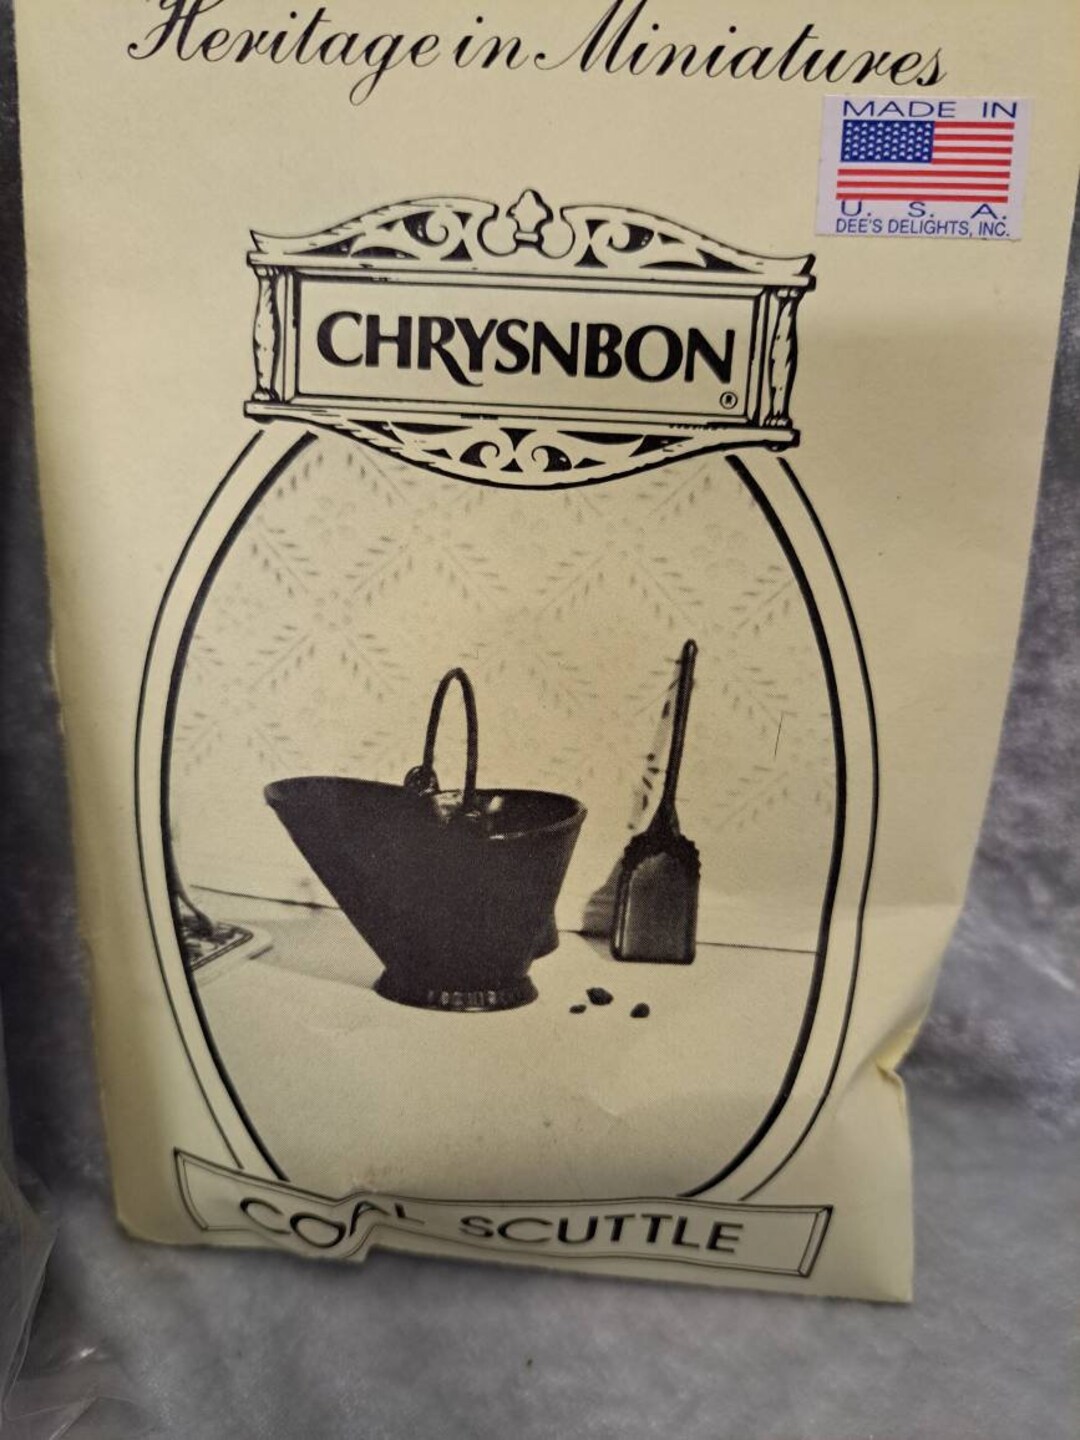 Heritage in Miniatures
MADE IN
U. S. A.
DEE'S DELIGHTS, INC.
CHRYSNBON
®
COAL SCUTTLE